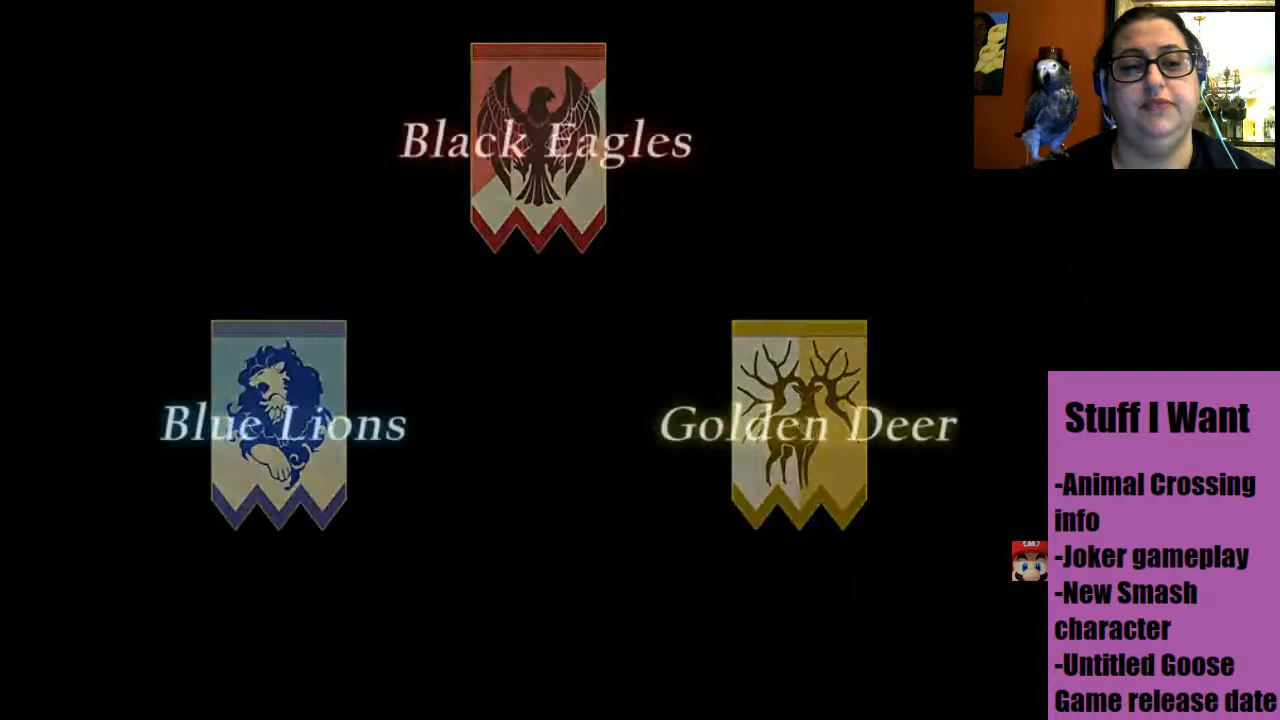 Black Eagles
Blue Lions
Golden Deer
Stuff I Want
-Animal Crossing
info
-Joker gameplay
-New Smash
character
-Untitled Goose
Game release date